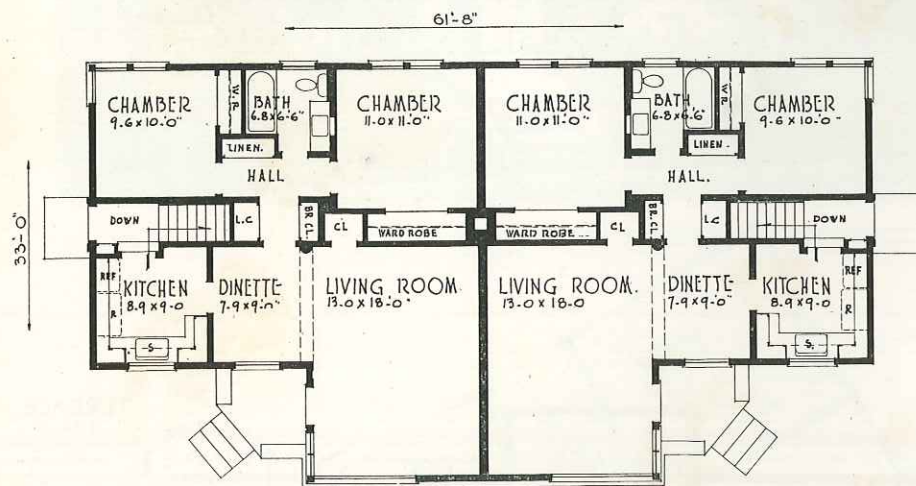 61'-8"
CHAMBER
9-6 x 10'-0"
W.R.
BATH
6-8 x 6'-6"
CHAMBER
11-0 x 11'-0"
CHAMBER
11-0 x 11'-0"
BATH
6-8 x 6'-6"
W.R.
CHAMBER
9-6 x 10'-0"
LINEN.
LINEN.
HALL
HALL.
33'-0"
DOWN
L.C
BR. CL.
CL
WARD ROBE
WARD ROBE
CL
BR. CL
L.C
DOWN
REF
KITCHEN
8-9 x 9-0
R
S.
DINETTE
7-9 x 9'-0"
LIVING ROOM
13-0 x 18'-0"
LIVING ROOM.
13-0 x 18-0
DINETTE
7-9 x 9-0"
KITCHEN
8-9 x 9-0
REF
R
S.